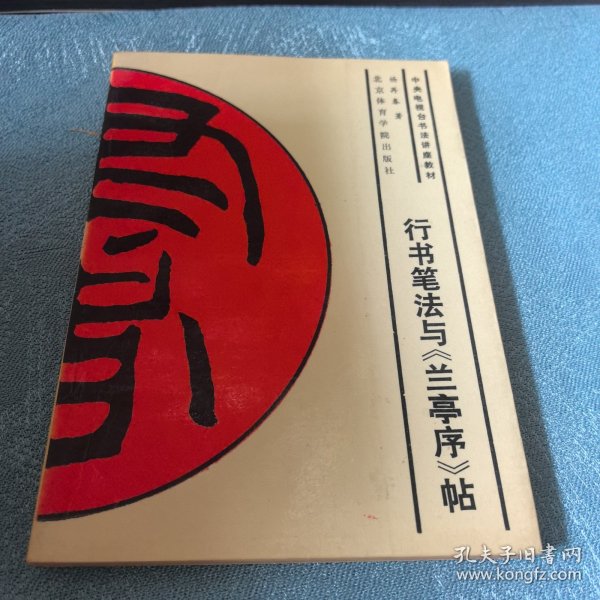 中央电视台书法讲座教材
杨再春 著
北京体育学院出版社
行书笔法与《兰亭序》帖
孔夫子旧书网
www.kongfz.com